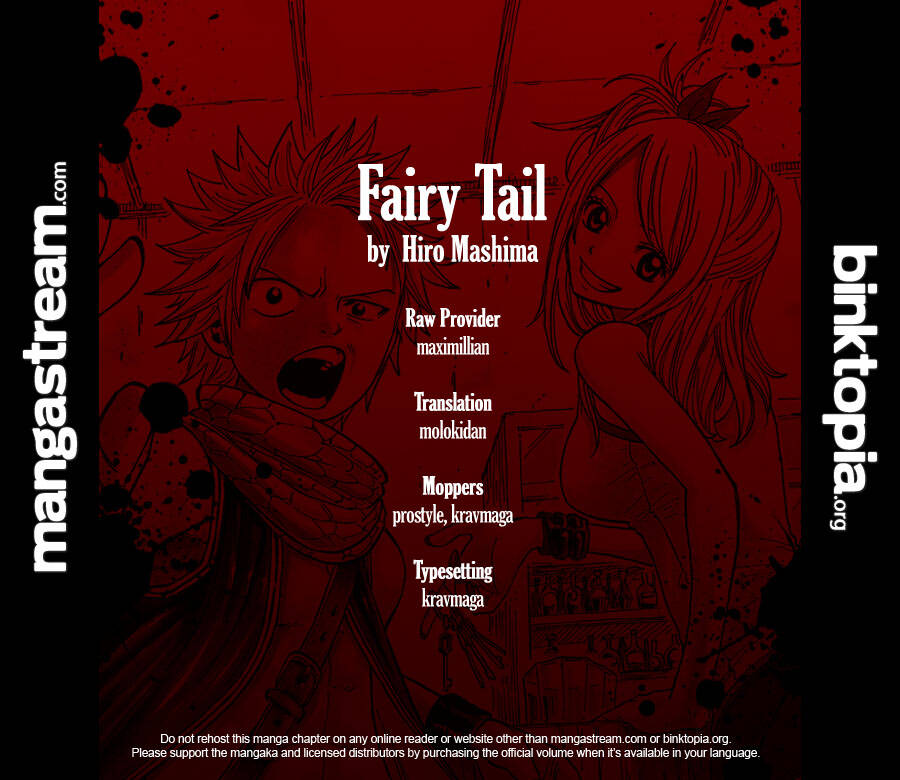 mangastream.com
Fairy Tail
by Hiro Mashima
Raw Provider
maximillian
Translation
molokidan
Moppers
prostyle, kravmaga
Typesetting
kravmaga
binktopia.org
Do not rehost this manga chapter on any online reader or website other than mangastream.com or binktopia.org.
Please support the mangaka and licensed distributors by purchasing the official volume when it's available in your language.